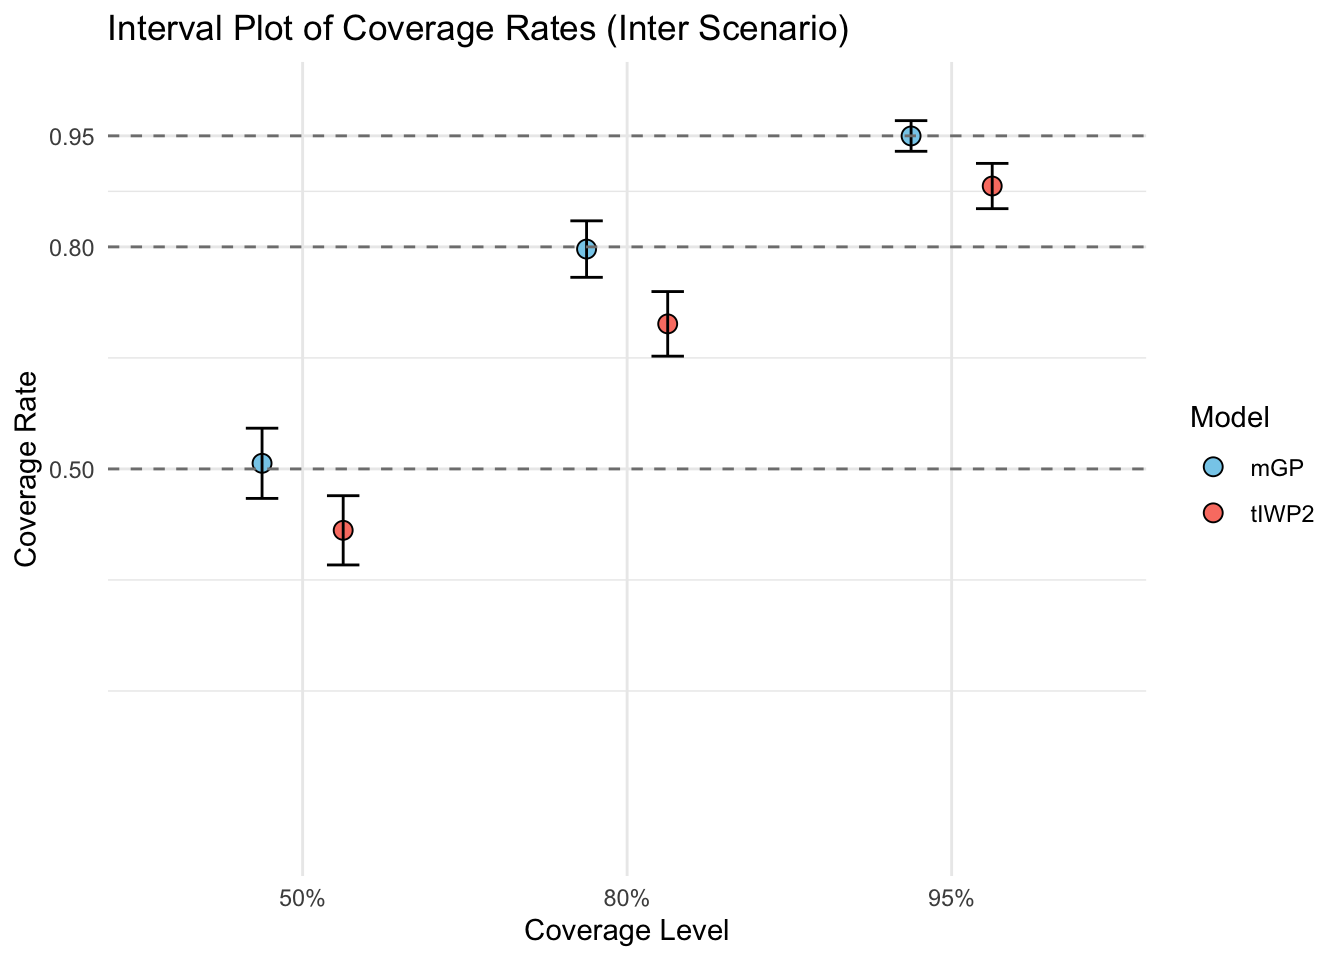 Interval Plot of Coverage Rates (Inter Scenario)
0.95
0.80
0.50
Coverage Rate
50%
80%
95%
Coverage Level
Model
mGP
tIWP2